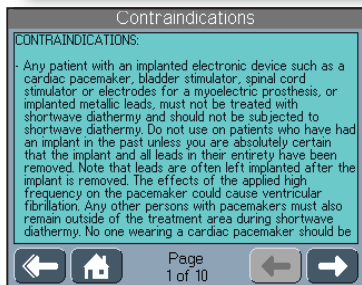 Contraindications
CONTRAINDICATIONS:
- Any patient with an implanted electronic device such as a
cardiac pacemaker, bladder stimulator, spinal cord
stimulator or electrodes for a myoelectric prosthesis, or
implanted metallic leads, must not be treated with
shortwave diathermy and should not be subjected to
shortwave diathermy. Do not use on patients who have had
an implant in the past unless you are absolutely certain
that the implant and all leads in their entirety have been
removed. Note that leads are often left implanted after the
implant is removed. The effects of the applied high
frequency on the pacemaker could cause ventricular
fibrillation. Any other persons with pacemakers must also
remain outside of the treatment area during shortwave
diathermy. No one wearing a cardiac pacemaker should be
Page
1 of 10